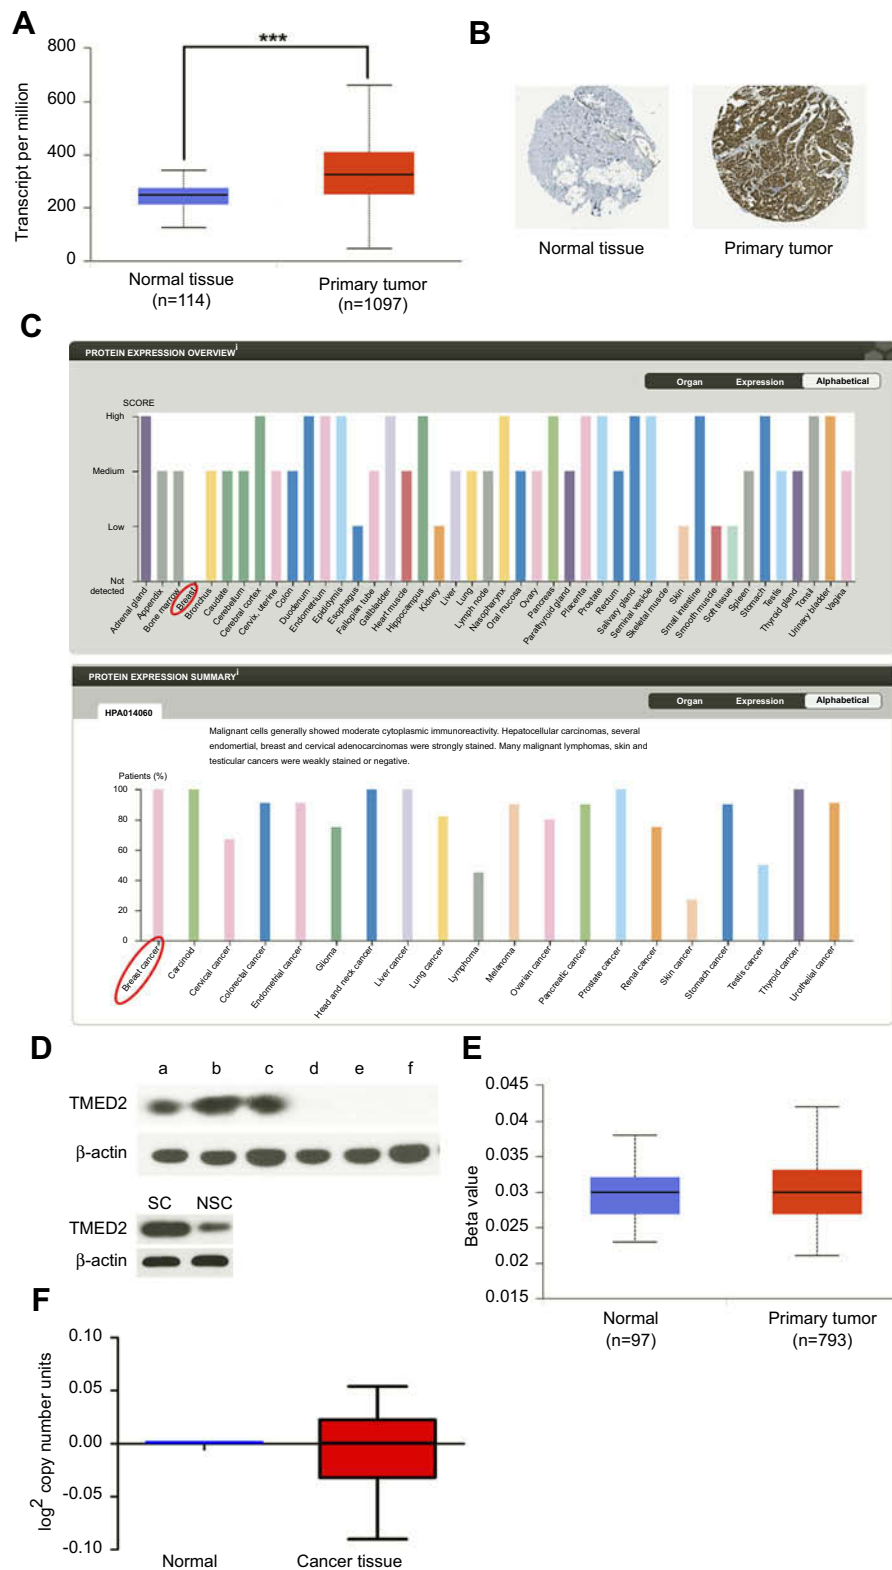 A
800
600
400
200
0
Transcript per million
***
Normal tissue
(n=114)
Primary tumor
(n=1097)
B
Normal tissue
Primary tumor
C
PROTEIN EXPRESSION OVERVIEWi
Organ Expression Alphabetical
SCORE
High
Medium
Low
Not
detected
Adrenal gland
Appendix
Bone marrow
Breast
Bronchus
Caudate
Cerebellum
Cerebral cortex
Cervix. uterine
Colon
Duodenum
Endometrium
Epididymis
Esophagus
Fallopian tube
Gallbladder
Heart muscle
Hippocampus
Kidney
Liver
Lung
Lymph node
Nasopharynx
Oral mucosa
Ovary
Pancreas
Parathyroid gland
Placenta
Prostate
Rectum
Salivary gland
Seminal vesicle
Skeletal muscle
Skin
Small intestine
Smooth muscle
Soft tissue
Spleen
Stomach
Testis
Thyroid gland
Tonsil
Urinary bladder
Vagina
PROTEIN EXPRESSION SUMMARYi
Organ Expression Alphabetical
HPA014060
Malignant cells generally showed moderate cytoplasmic immunoreactivity. Hepatocellular carcinomas, several
endomertial, breast and cervical adenocarcinomas were strongly stained. Many malignant lymphomas, skin and
testicular cancers were weakly stained or negative.
Patients (%)
100
80
60
40
20
0
Breast cancer
Carcinoid
Cervical cancer
Colorectal cancer
Endometrial cancer
Glioma
Head and neck cancer
Liver cancer
Lung cancer
Lymphoma
Melanoma
Ovarian cancer
Pancreatic cancer
Prostate cancer
Renal cancer
Skin cancer
Stomach cancer
Testis cancer
Thyroid cancer
Urothelial cancer
D
a b c d e f
TMED2
β-actin
SC NSC
TMED2
β-actin
E
0.045
0.04
0.035
0.03
0.025
0.02
0.015
Beta value
Normal
(n=97)
Primary tumor
(n=793)
F
0.10
0.05
0.00
-0.05
-0.10
log2 copy number units
Normal
Cancer tissue